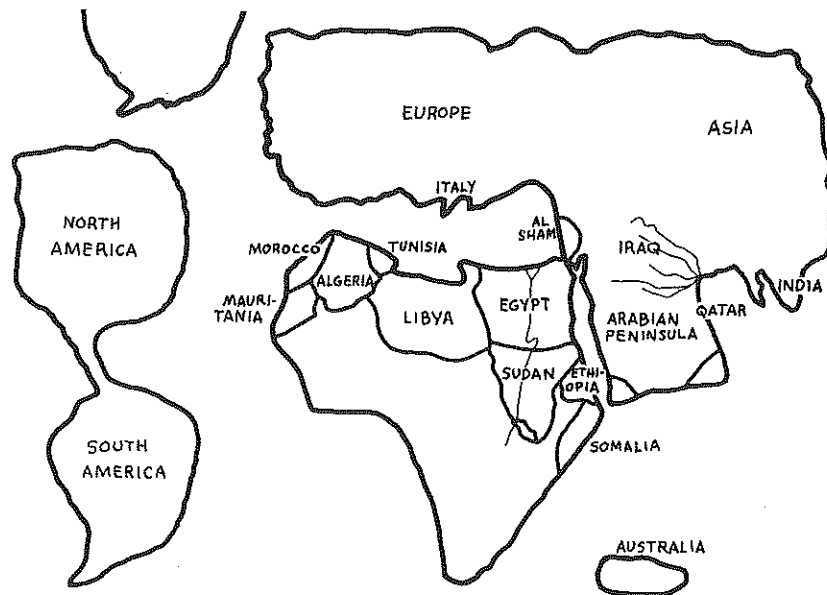 EUROPE
ASIA
ITALY
NORTH
AMERICA
AL
SHAM
MOROCCO
TUNISIA
IRAQ
ALGERIA
INDIA
MAURI-
TANIA
LIBYA
EGYPT
QATAR
ARABIAN
PENINSULA
SUDAN
ETHI-
OPIA
SOUTH
AMERICA
SOMALIA
AUSTRALIA